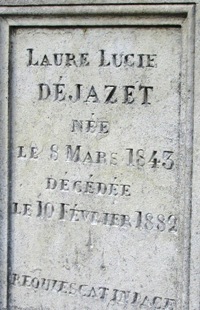 LAURE LUCIE
DÉJAZET
NÉE
LE 8 MARS 1843
DÉCÉDÉE
LE 10 FÉVRIER 1882
REQUIESCAT IN PACE